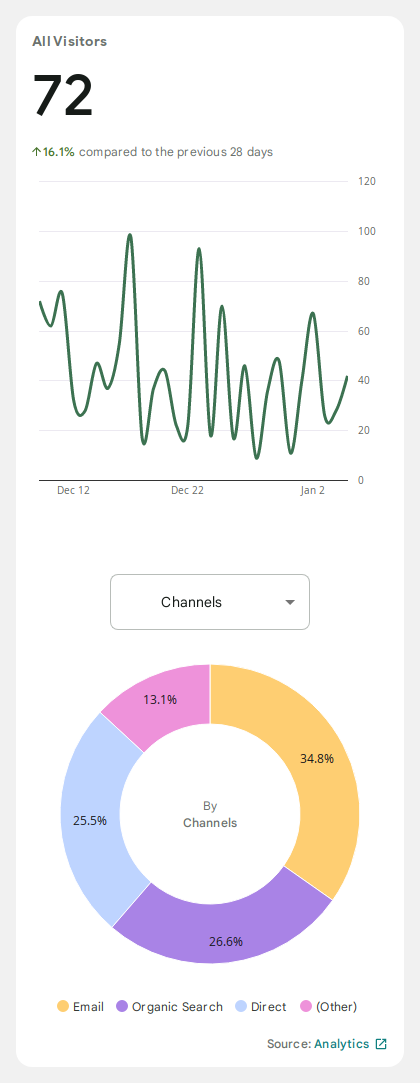 All Visitors
72
↑16.1% compared to the previous 28 days
120
100
80
60
40
20
0
Dec 12 Dec 22 Jan 2
Channels
13.1%
34.8%
25.5%
By
Channels
26.6%
Email Organic Search Direct (Other)
Source: Analytics